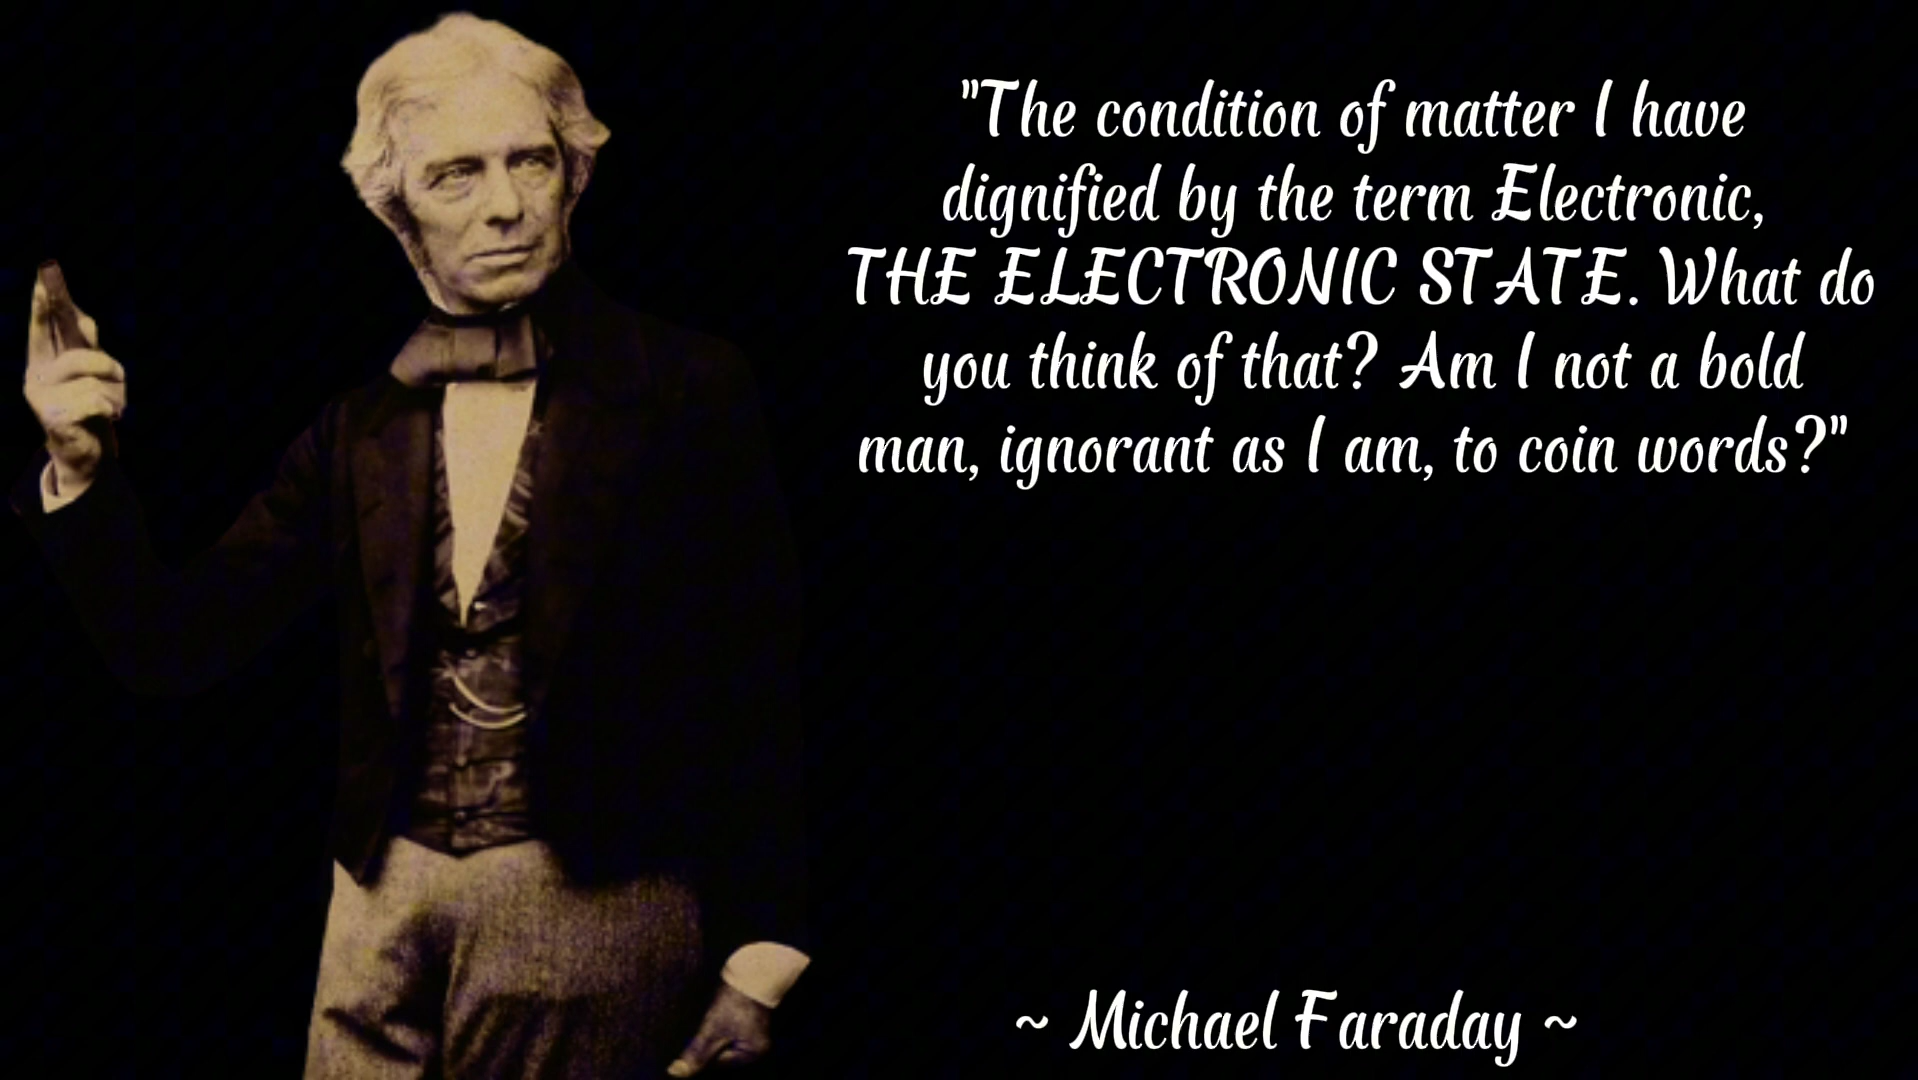 "The condition of matter I have
dignified by the term Electronic,
THE ELECTRONIC STATE. What do
you think of that? Am I not a bold
man, ignorant as I am, to coin words?"
~ Michael Faraday ~